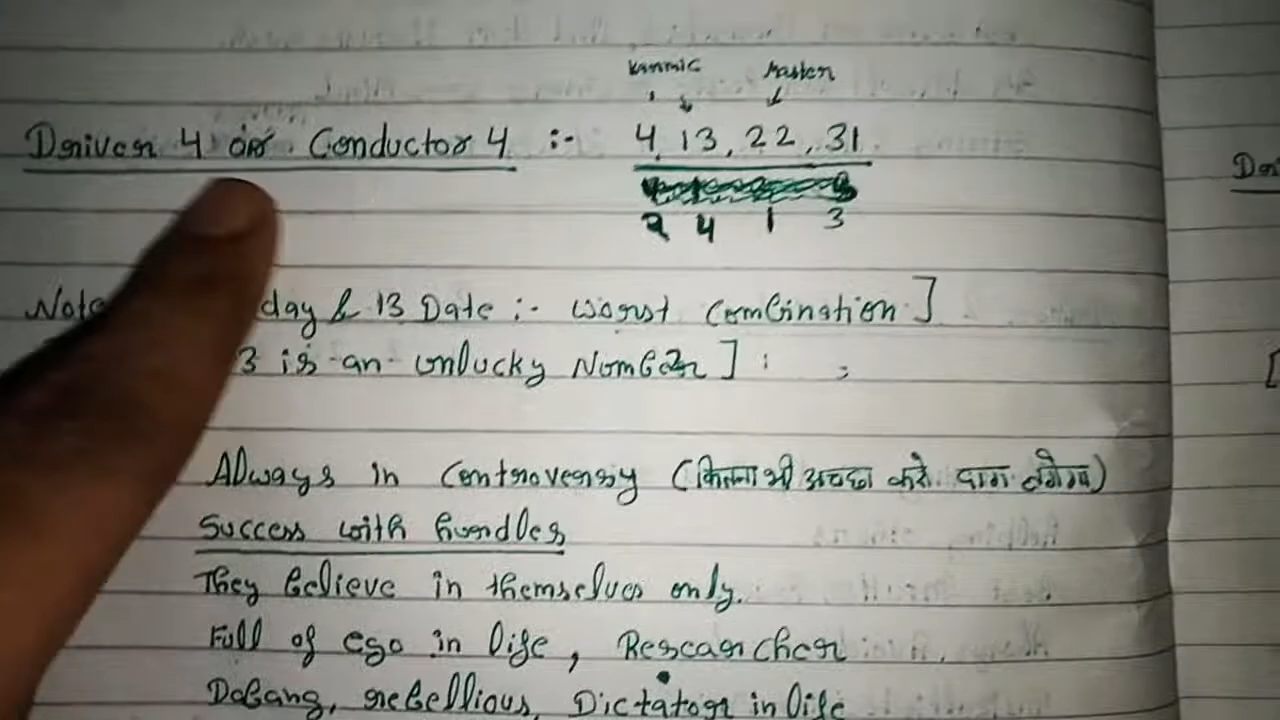 Karmic Master
Driver 4 or Conductor 4 :- 4, 13, 22, 31
2 4 1 3
Note day & 13 Date :- Worst Combination ]
3 is an unlucky Number ] :
Always in Controversy (कितना भी अच्छा करो दाग लगेगा)
Success with hurdles
They believe in themselves only.
Full of ego in life, Researcher
Dabang, rebellious, Dictator in life